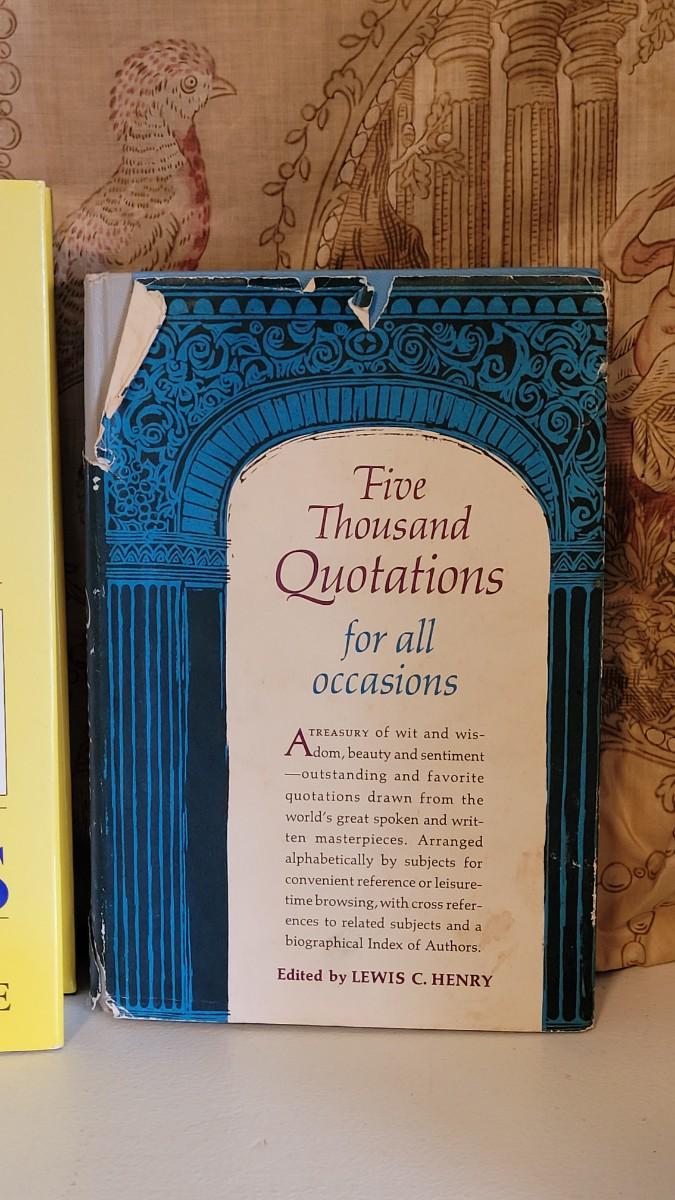 Five
Thousand
Quotations
for all
occasions
A TREASURY of wit and wis-
dom, beauty and sentiment
—outstanding and favorite
quotations drawn from the
world's great spoken and writ-
ten masterpieces. Arranged
alphabetically by subjects for
convenient reference or leisure-
time browsing, with cross refer-
ences to related subjects and a
biographical Index of Authors.
Edited by LEWIS C. HENRY
S
E